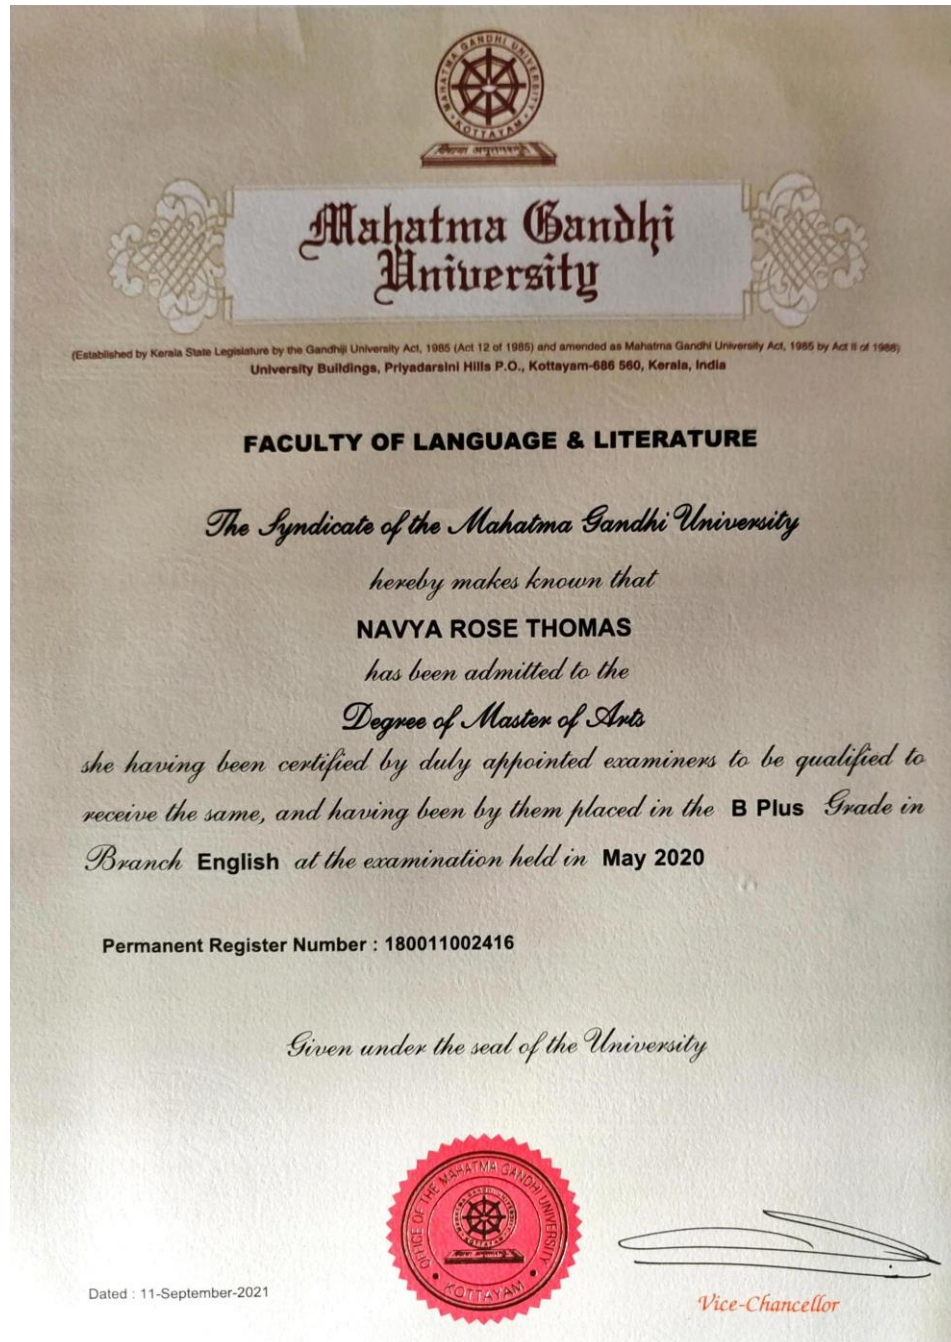 MAHATMA GANDHI UNIVERSITY
KOTTAYAM
विद्यया अमृतमश्नुते
Mahatma Gandhi
University
(Established by Kerala State Legislature by the Gandhiji University Act, 1985 (Act 12 of 1985) and amended as Mahatma Gandhi University Act, 1985 by Act II of 1988)
University Buildings, Priyadarsini Hills P.O., Kottayam-686 560, Kerala, India
FACULTY OF LANGUAGE & LITERATURE
The Syndicate of the Mahatma Gandhi University
hereby makes known that
NAVYA ROSE THOMAS
has been admitted to the
Degree of Master of Arts
she having been certified by duly appointed examiners to be qualified to
receive the same, and having been by them placed in the B Plus Grade in
Branch English at the examination held in May 2020
Permanent Register Number : 180011002416
Given under the seal of the University
OFFICE OF THE MAHATMA GANDHI UNIVERSITY
KOTTAYAM
Dated : 11-September-2021
Vice-Chancellor